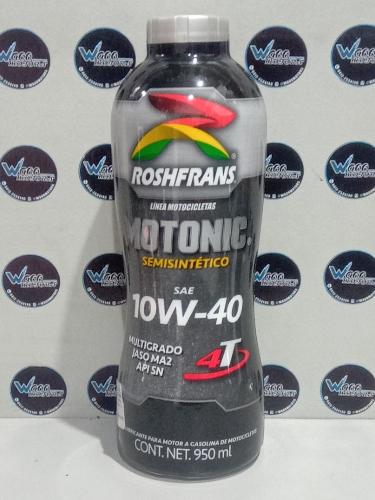 ROSHFRANS®
LÍNEA MOTOCICLETAS
MOTONIC®
SEMISINTÉTICO
SAE
10W-40
MULTIGRADO
JASO MA2
API SN
4T
LUBRICANTE PARA MOTOR A GASOLINA DE MOTOCICLETAS
CONT. NET. 950 ml